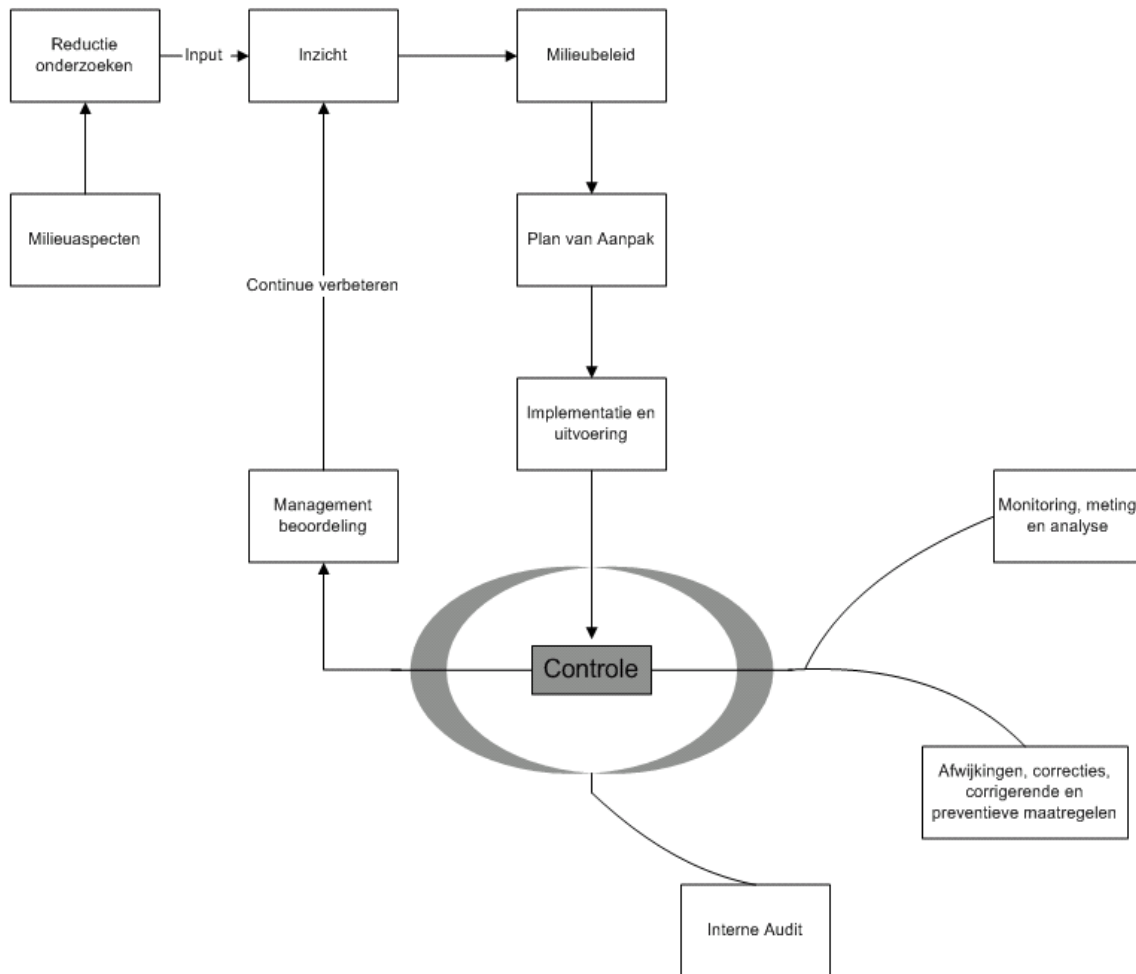 Reductie
onderzoeken
Input
Inzicht
Milieubeleid
Milieuaspecten
Plan van Aanpak
Continue verbeteren
Implementatie en
uitvoering
Management
beoordeling
Monitoring, meting
en analyse
Controle
Afwijkingen, correcties,
corrigerende en
preventieve maatregelen
Interne Audit